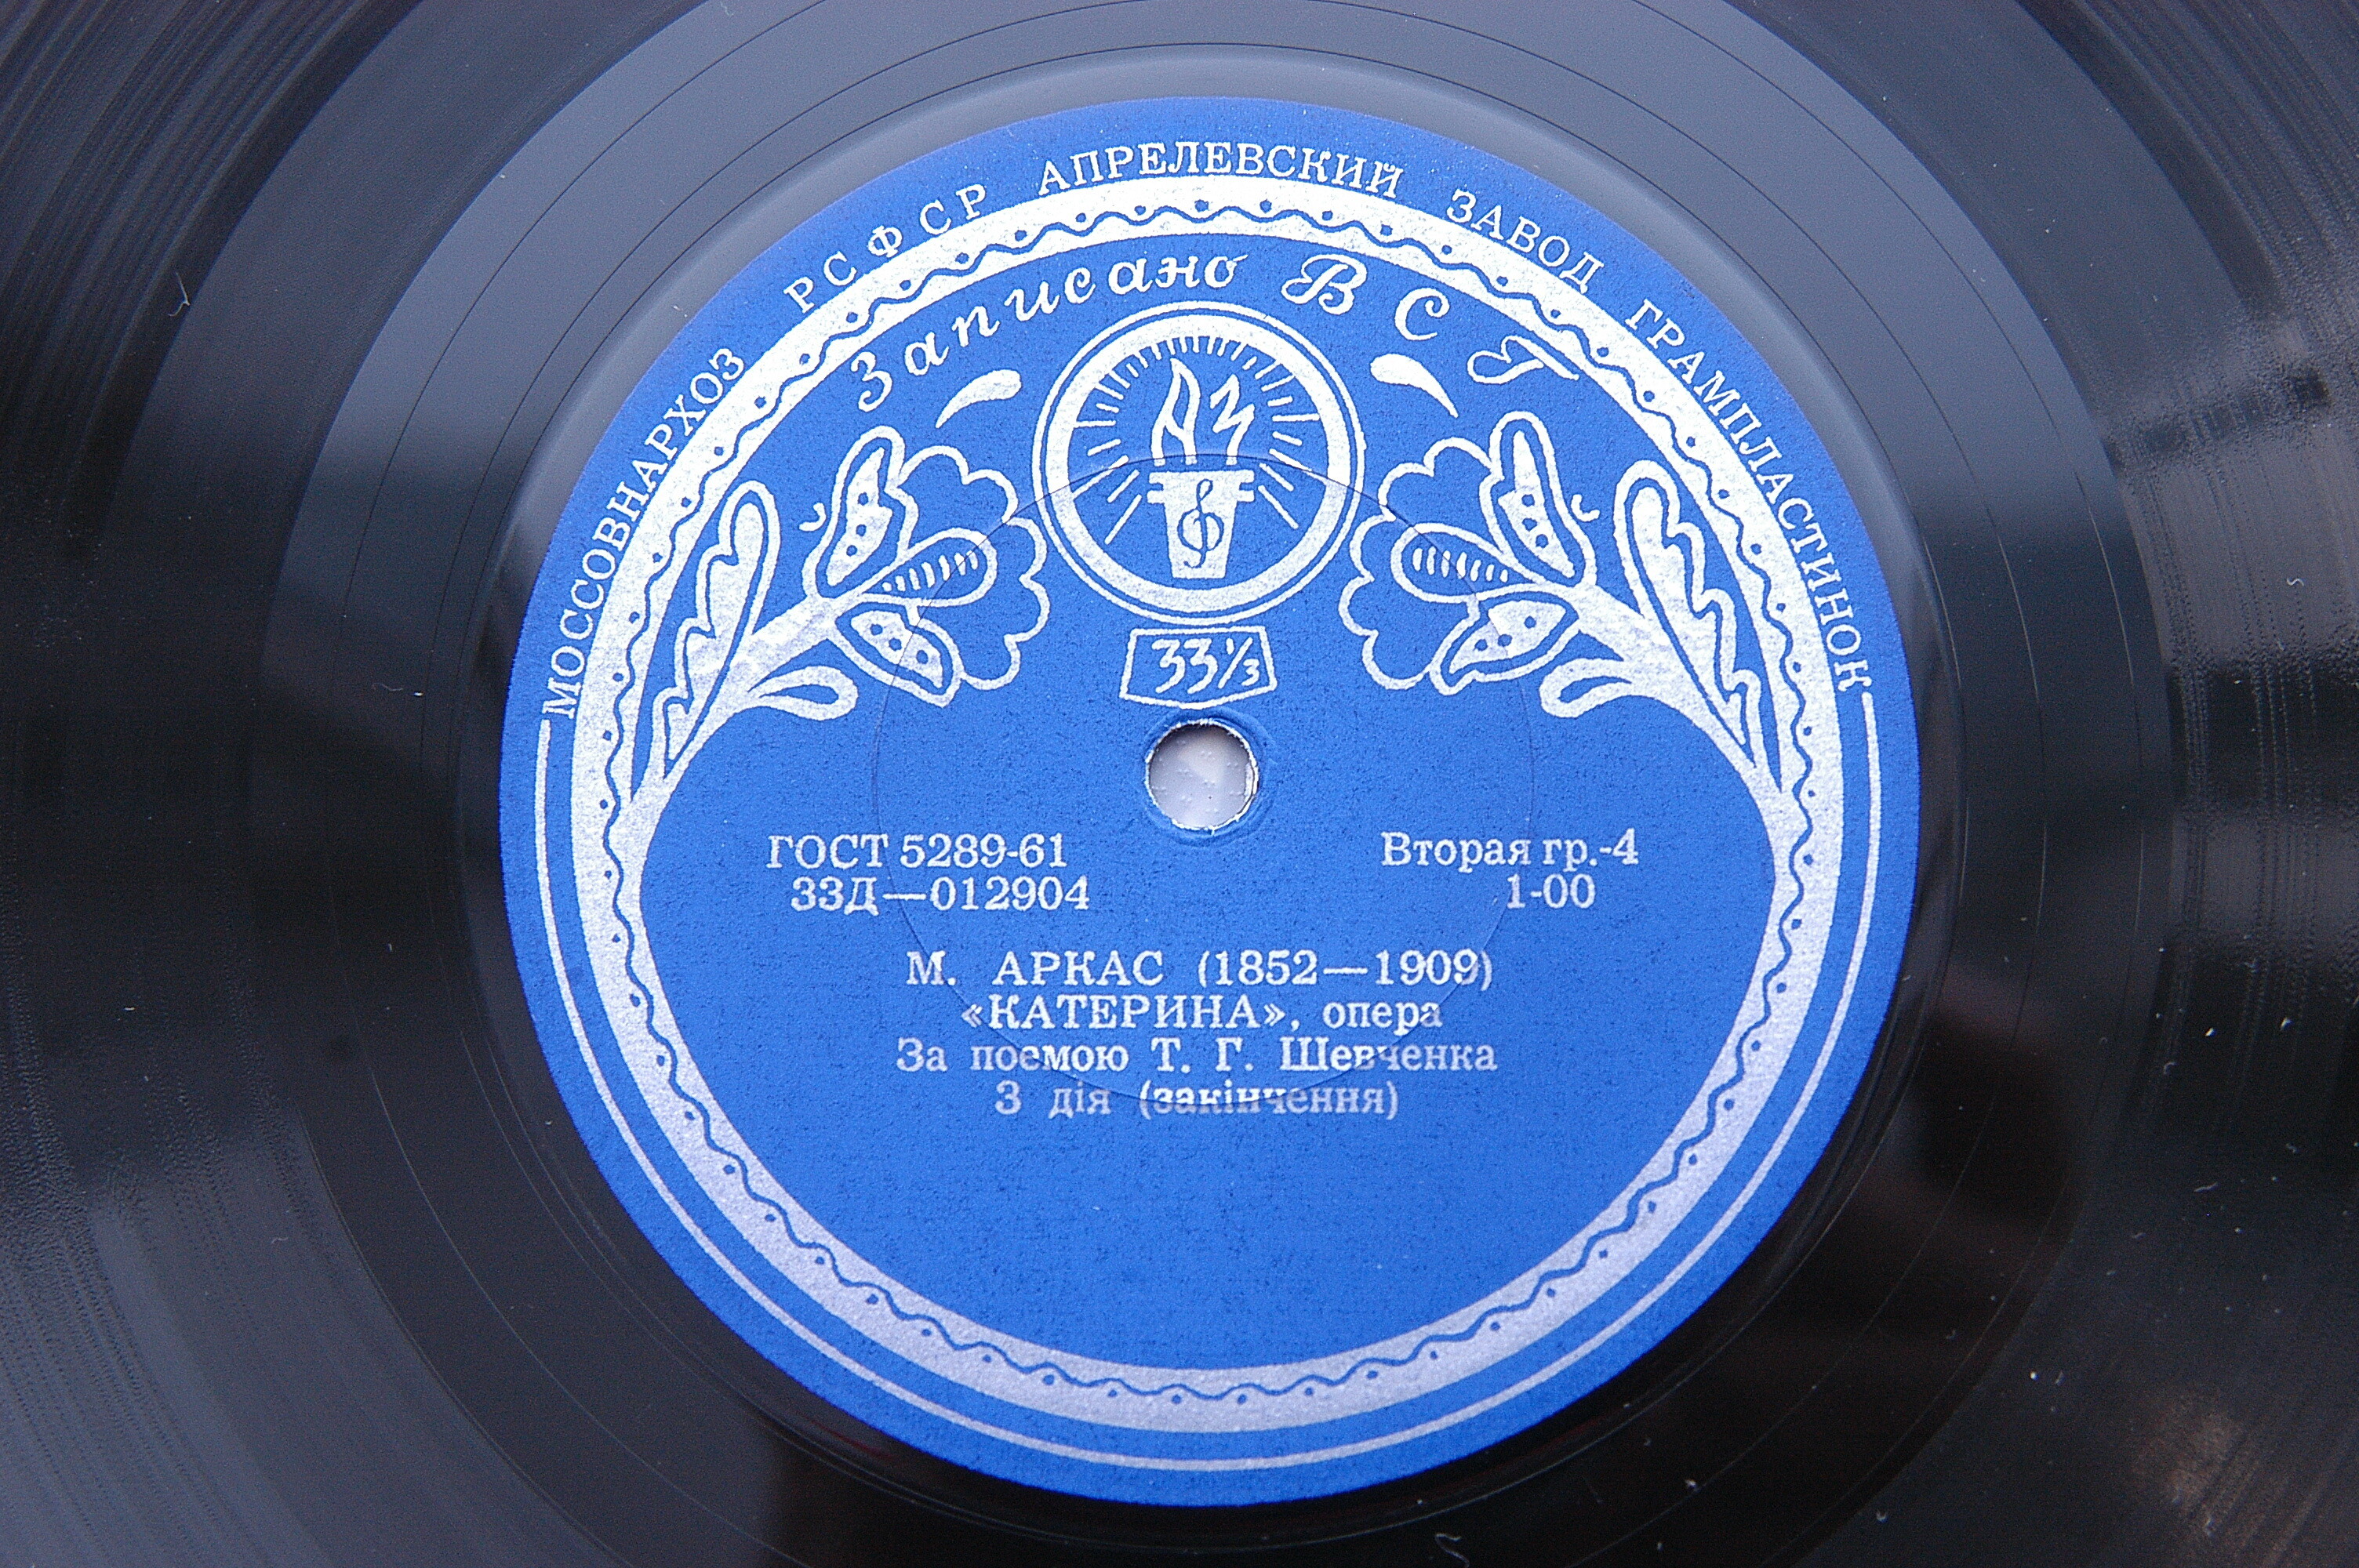 МОССОВНАРХОЗ РСФСР АПРЕЛЕВСКИЙ ЗАВОД ГРАМПЛАСТИНОК
Записано ВСГ
33⅓
ГОСТ 5289-61
33Д—012904
Вторая гр.-4
1-00
М. АРКАС (1852—1909)
«КАТЕРИНА», опера
За поемою Т. Г. Шевченка
3 дія (закінчення)